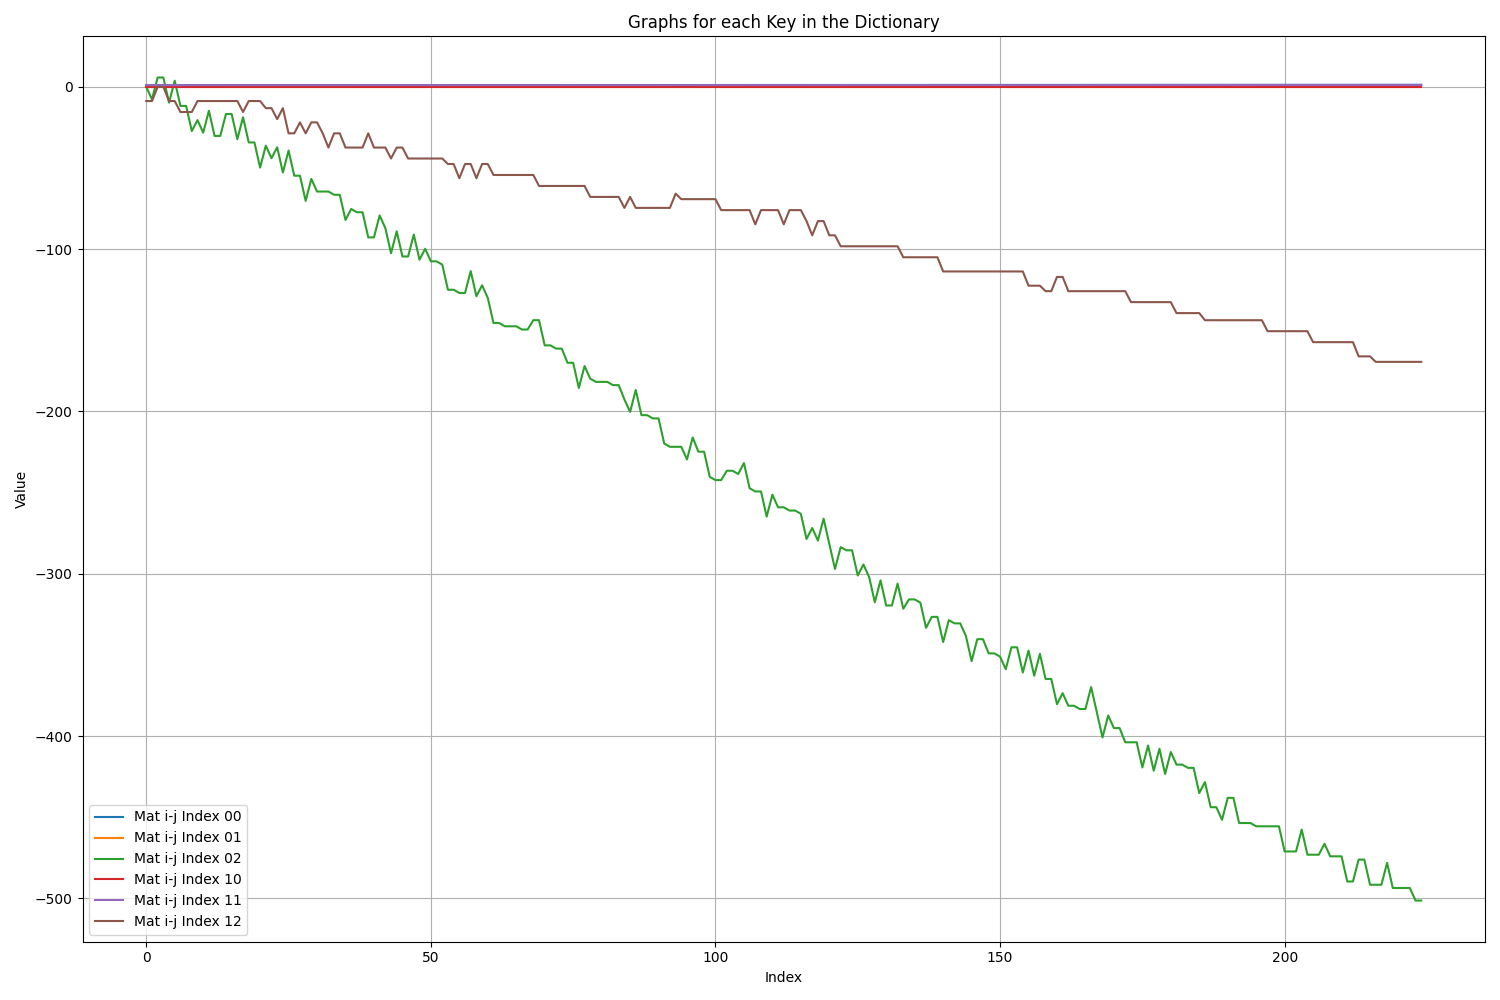 Graphs for each Key in the Dictionary
Value
0
−100
−200
−300
−400
−500
Mat i-j Index 00
Mat i-j Index 01
Mat i-j Index 02
Mat i-j Index 10
Mat i-j Index 11
Mat i-j Index 12
0 50 100 150 200
Index